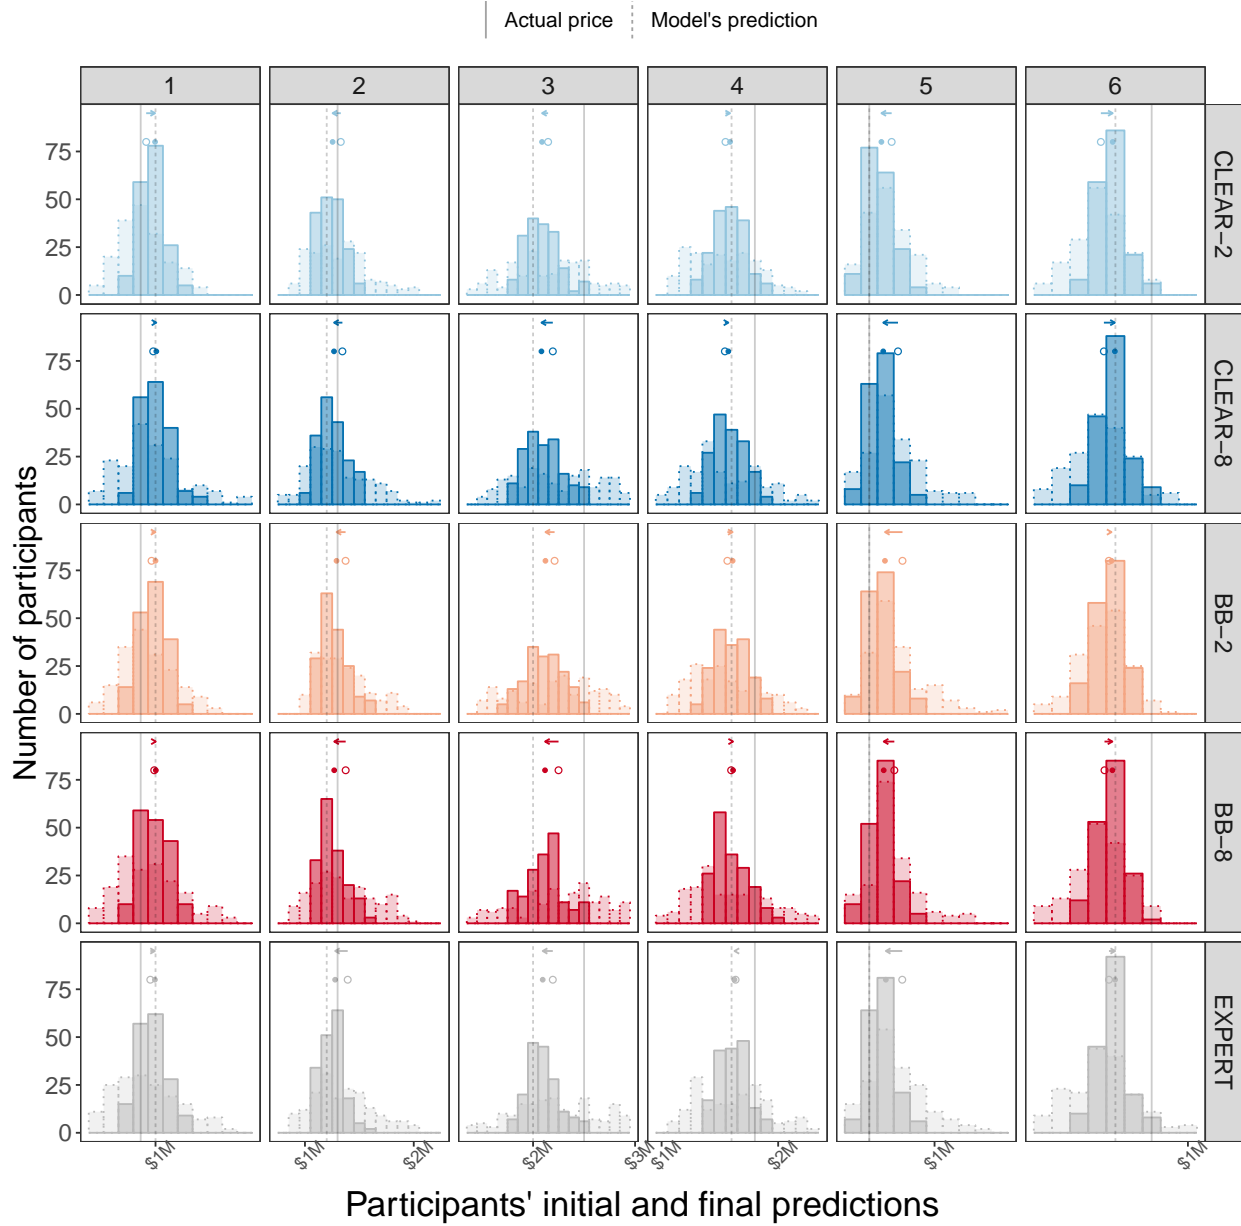 Actual price Model's prediction
1 2 3 4 5 6
75
50
25
0
CLEAR−2
75
50
25
0
CLEAR−8
75
50
25
0
BB−2
75
50
25
0
BB−8
75
50
25
0
EXPERT
Number of participants
$1M $1M $2M $2M $3M $1M $2M $1M $1M
Participants' initial and final predictions